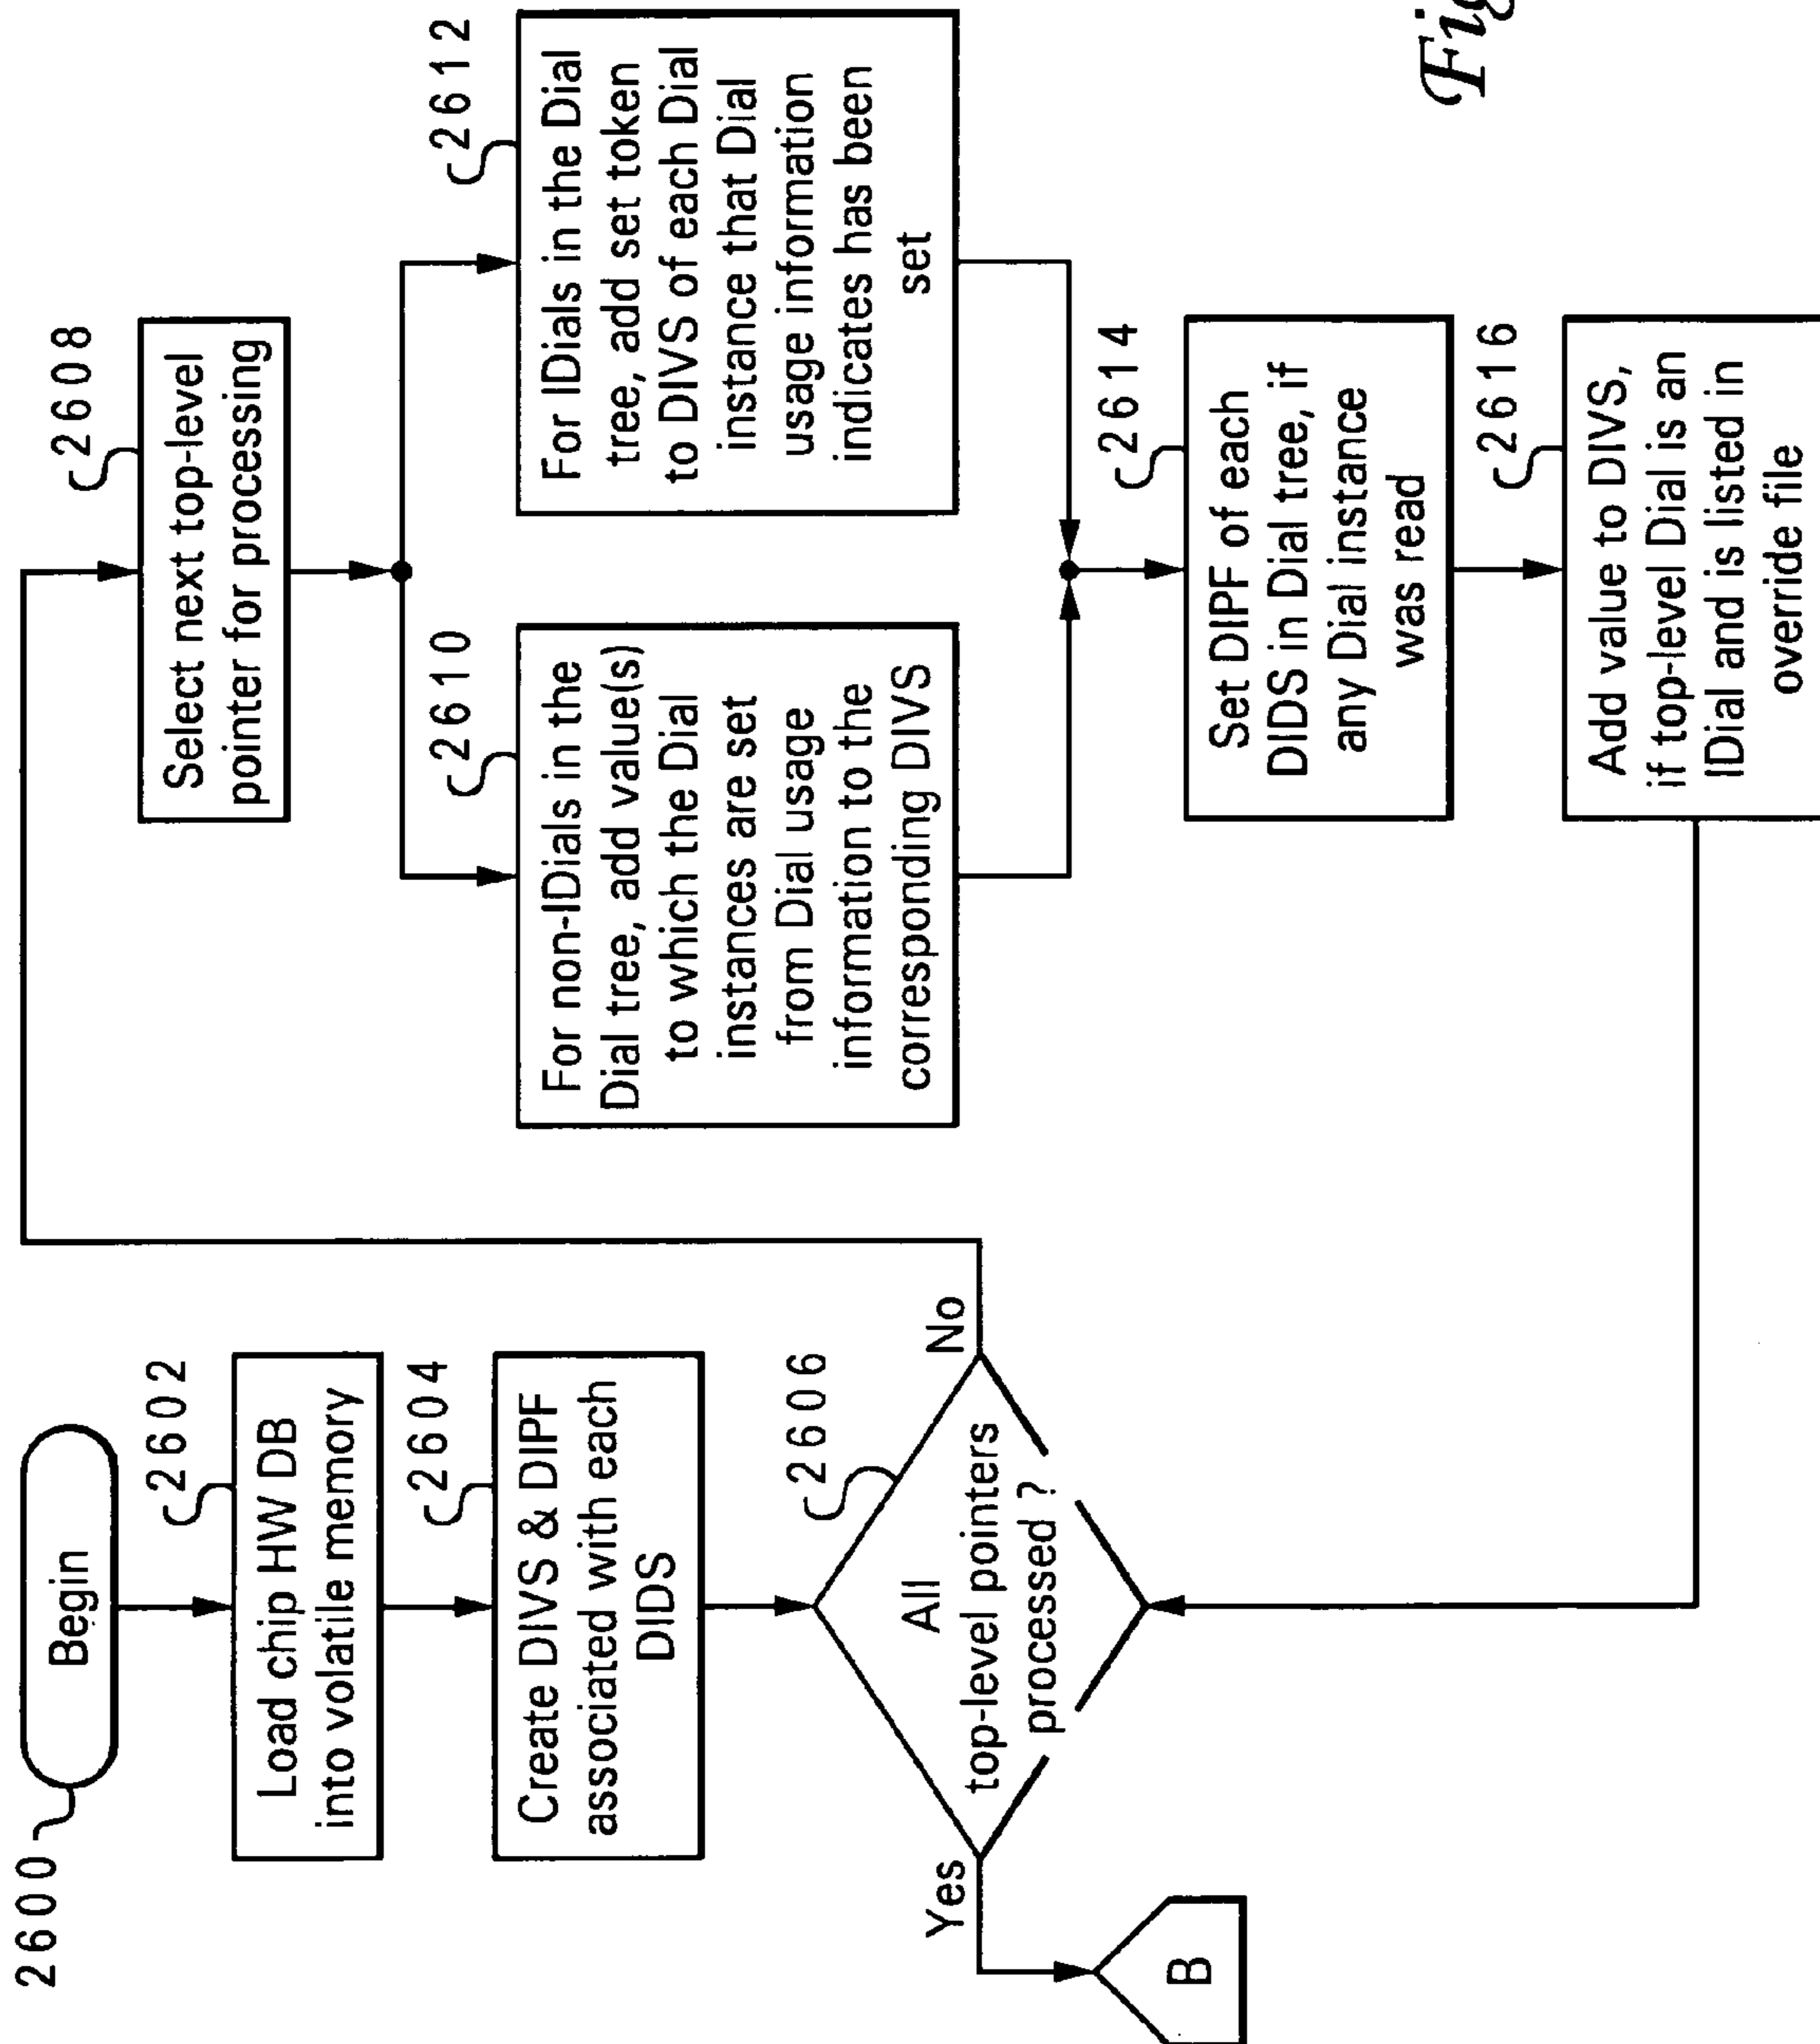 2600
Begin
2602
Load chip HW DB
into volatile memory
2604
Create DIVS & DIPF
associated with each
DIDS
2606
All
top-level pointers
processed ?
Yes
No
B
2608
Select next top-level
pointer for processing
2610
For non-IDials in the
Dial tree, add value(s)
to which the Dial
instances are set
from Dial usage
information to the
corresponding DIVS
2612
For IDials in the Dial
tree, add set token
to DIVS of each Dial
instance that Dial
usage information
indicates has been
set
2614
Set DIPF of each
DIDS in Dial tree, if
any Dial instance
was read
2616
Add value to DIVS,
if top-level Dial is an
IDial and is listed in
override file